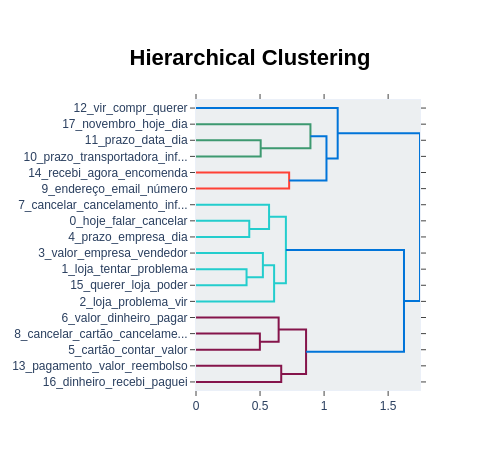 Hierarchical Clustering
12_vir_compr_querer
17_novembro_hoje_dia
11_prazo_data_dia
10_prazo_transportadora_inf...
14_recebi_agora_encomenda
9_endereço_email_número
7_cancelar_cancelamento_inf...
0_hoje_falar_cancelar
4_prazo_empresa_dia
3_valor_empresa_vendedor
1_loja_tentar_problema
15_querer_loja_poder
2_loja_problema_vir
6_valor_dinheiro_pagar
8_cancelar_cartão_cancelame...
5_cartão_contar_valor
13_pagamento_valor_reembolso
16_dinheiro_recebi_paguei
0 0.5 1 1.5